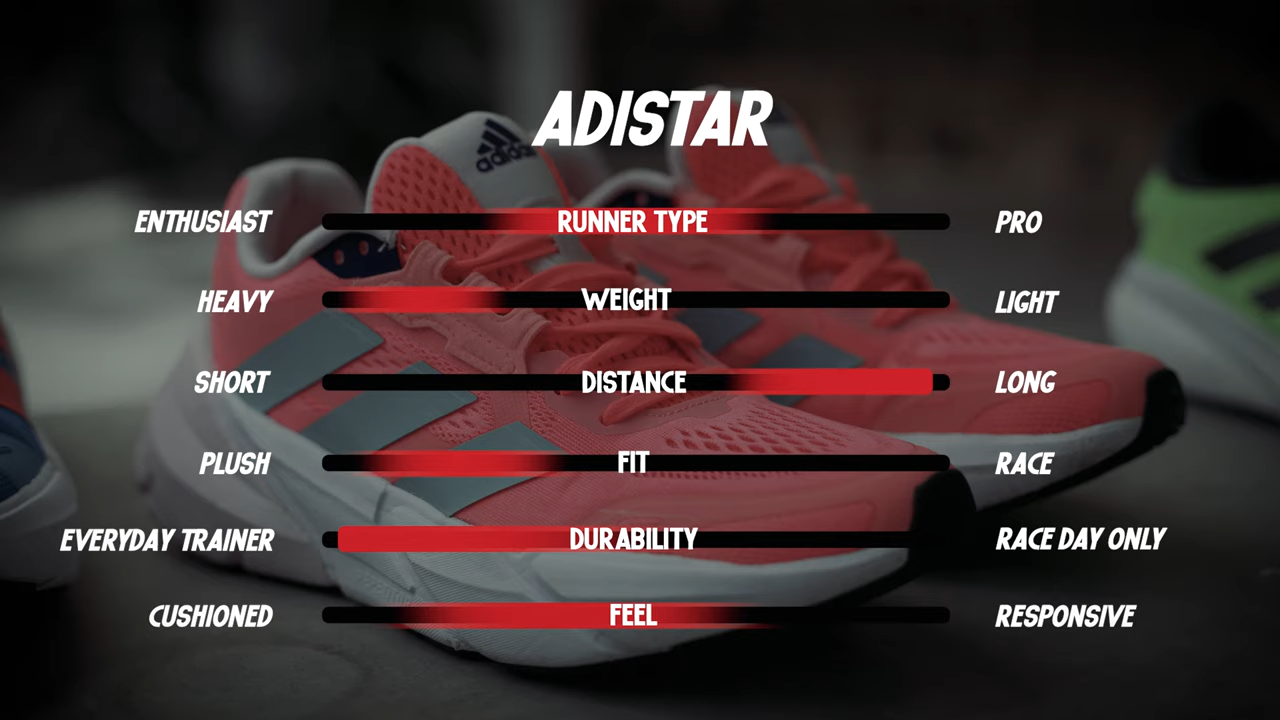 ADISTAR
adidas
ENTHUSIAST RUNNER TYPE PRO
HEAVY WEIGHT LIGHT
SHORT DISTANCE LONG
PLUSH FIT RACE
EVERYDAY TRAINER DURABILITY RACE DAY ONLY
CUSHIONED FEEL RESPONSIVE